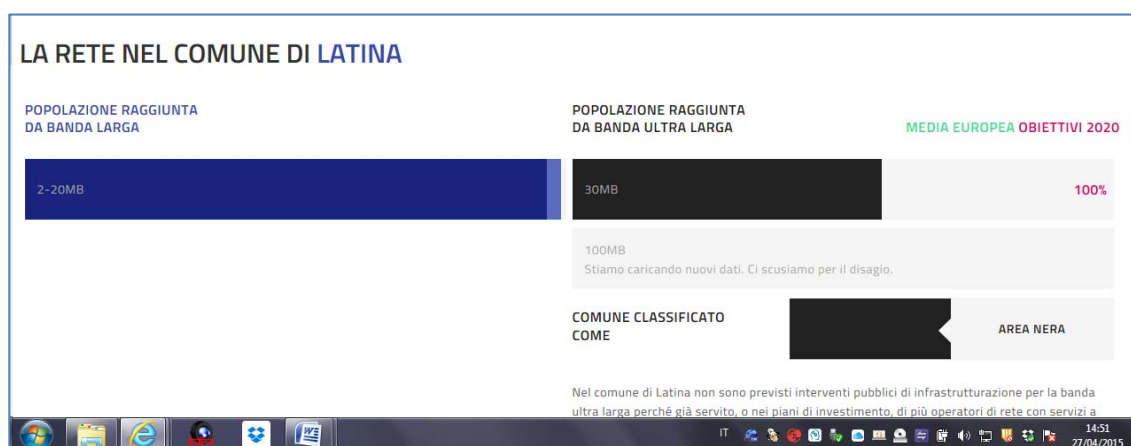 LA RETE NEL COMUNE DI LATINA
POPOLAZIONE RAGGIUNTA
DA BANDA LARGA
2-20MB
POPOLAZIONE RAGGIUNTA
DA BANDA ULTRA LARGA
MEDIA EUROPEA OBIETTIVI 2020
30MB
100%
100MB
Stiamo caricando nuovi dati. Ci scusiamo per il disagio.
COMUNE CLASSIFICATO
COME
AREA NERA
Nel comune di Latina non sono previsti interventi pubblici di infrastrutturazione per la banda
ultra larga perché già servito, o nei piani di investimento, di più operatori di rete con servizi a
IT
14:51
27/04/2015